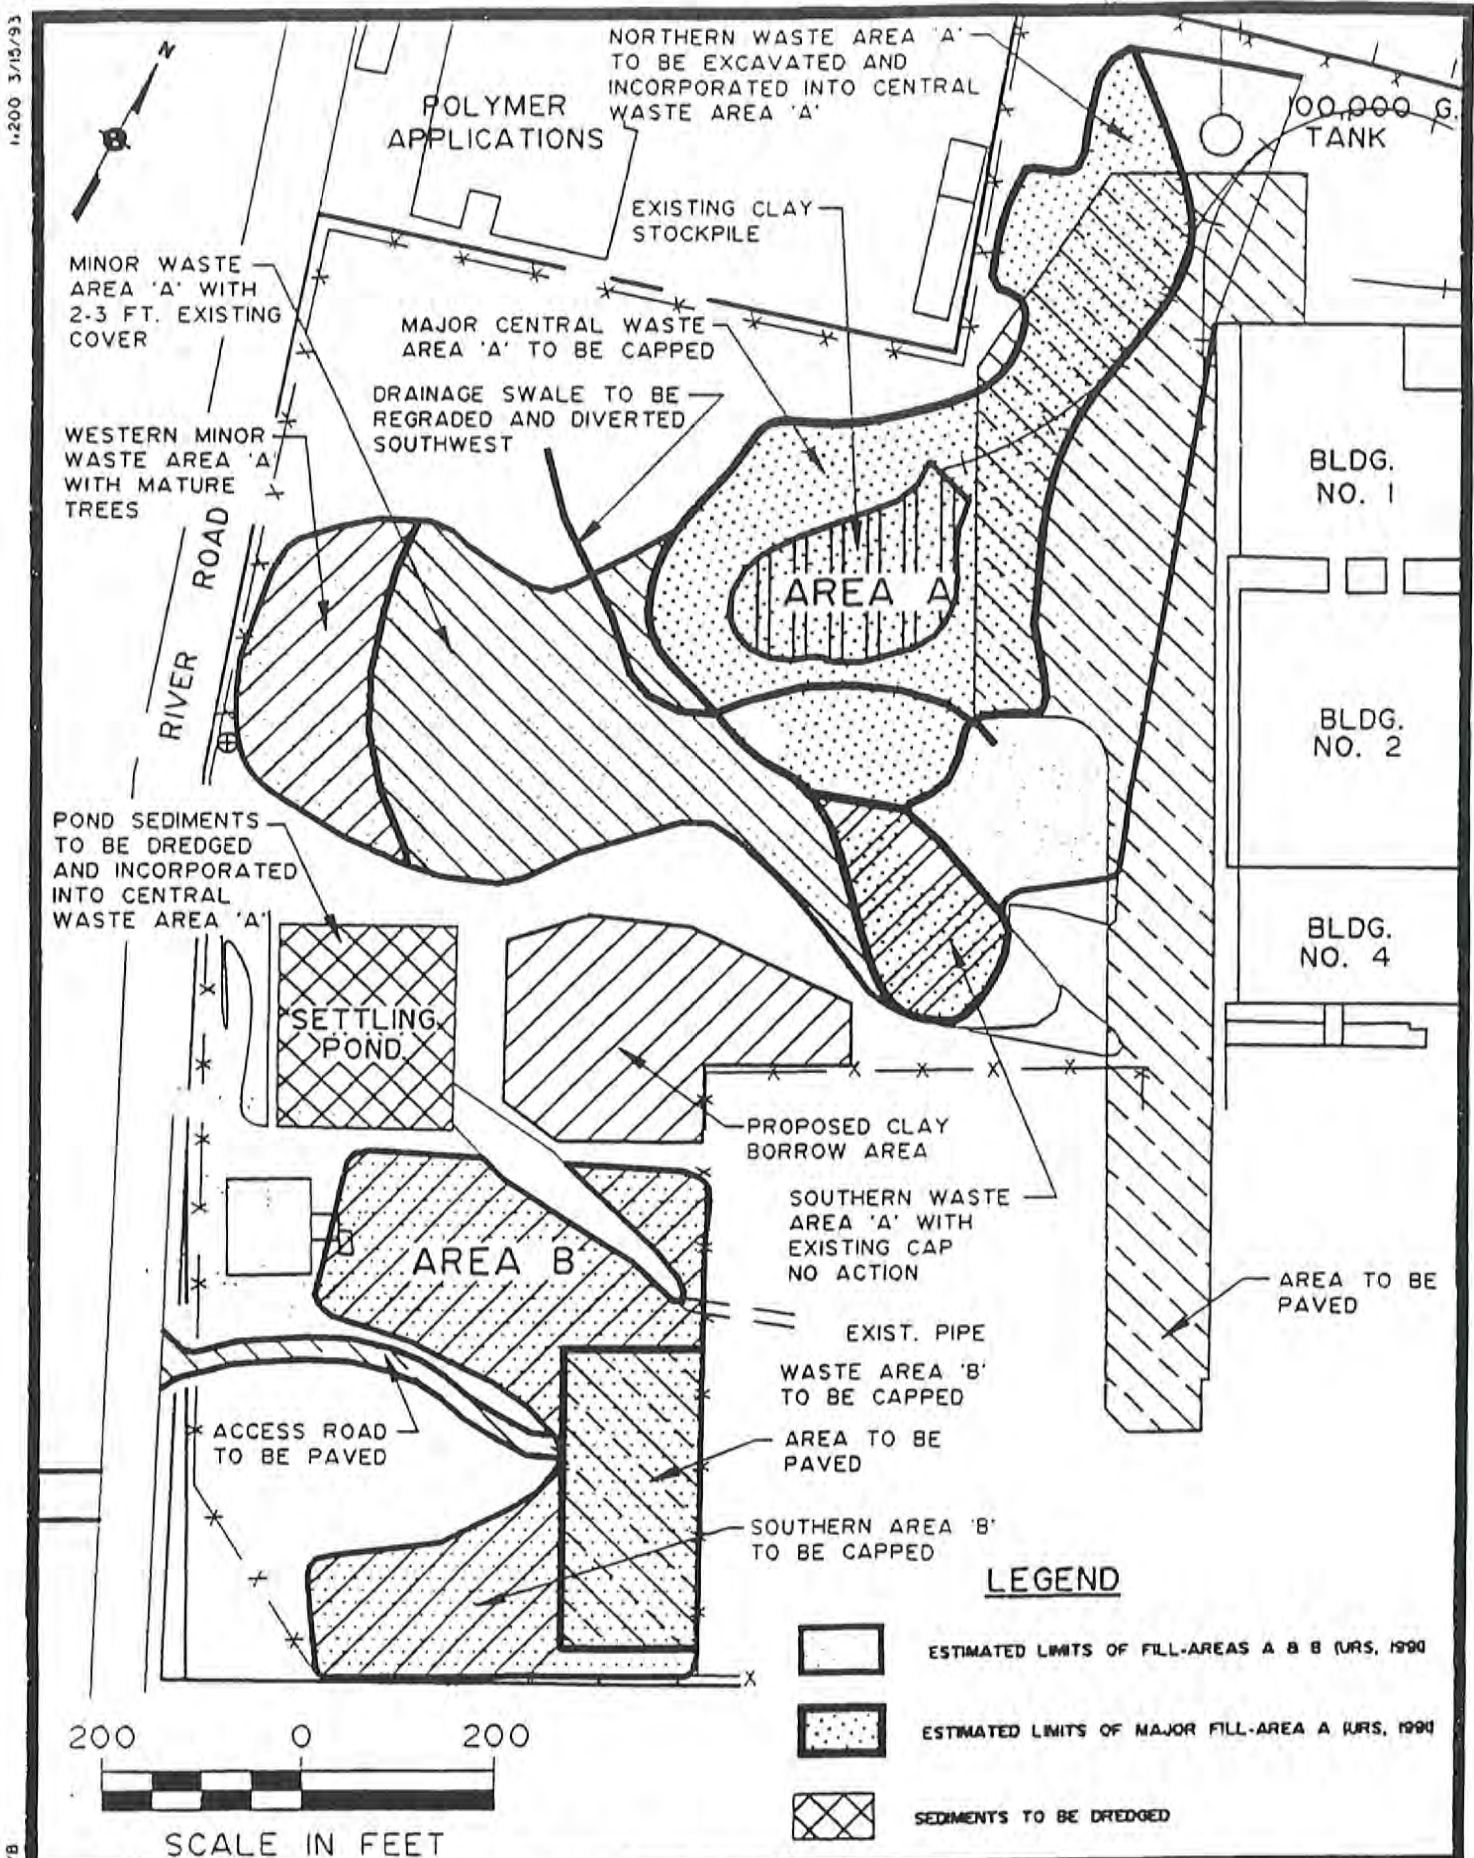 1:200 3/15/93
N
NORTHERN WASTE AREA 'A'
TO BE EXCAVATED AND
INCORPORATED INTO CENTRAL
WASTE AREA 'A'
POLYMER
APPLICATIONS
100,000 G.
TANK
EXISTING CLAY
STOCKPILE
MINOR WASTE
AREA 'A' WITH
2-3 FT. EXISTING
COVER
MAJOR CENTRAL WASTE
AREA 'A' TO BE CAPPED
DRAINAGE SWALE TO BE
REGRADED AND DIVERTED
SOUTHWEST
WESTERN MINOR
WASTE AREA 'A'
WITH MATURE
TREES
BLDG.
NO. 1
RIVER ROAD
AREA A
BLDG.
NO. 2
POND SEDIMENTS
TO BE DREDGED
AND INCORPORATED
INTO CENTRAL
WASTE AREA 'A'
BLDG.
NO. 4
SETTLING
POND
PROPOSED CLAY
BORROW AREA
SOUTHERN WASTE
AREA 'A' WITH
EXISTING CAP
NO ACTION
AREA B
AREA TO BE
PAVED
EXIST. PIPE
WASTE AREA 'B'
TO BE CAPPED
ACCESS ROAD
TO BE PAVED
AREA TO BE
PAVED
SOUTHERN AREA 'B'
TO BE CAPPED
LEGEND
ESTIMATED LIMITS OF FILL-AREAS A & B (URS, 1991)
ESTIMATED LIMITS OF MAJOR FILL-AREA A (URS, 1991)
SEDIMENTS TO BE DREDGED
200 0 200
SCALE IN FEET